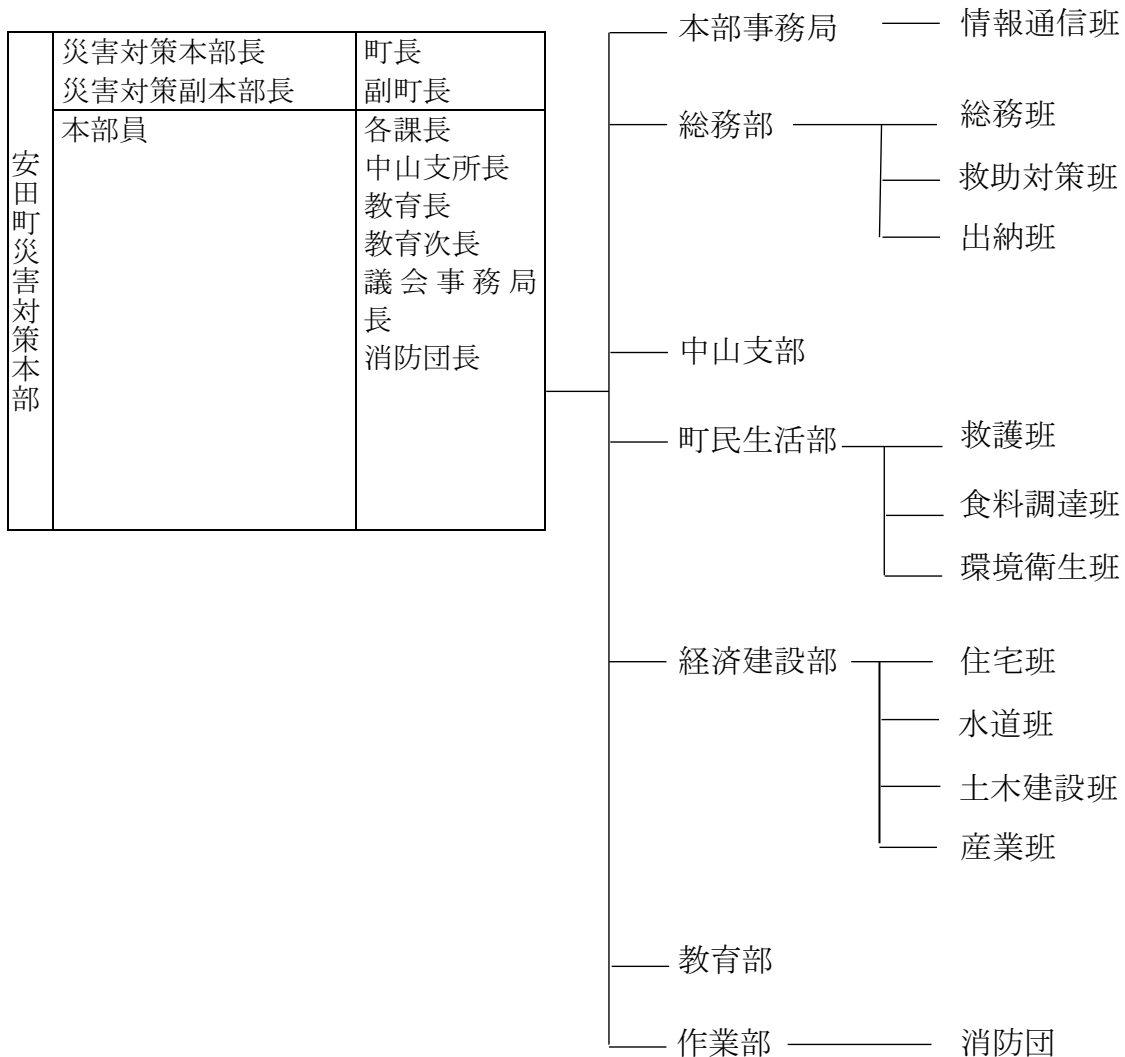 安田町災害対策本部
災害対策本部長 町長
災害対策副本部長 副町長
本部員 各課長
中山支所長
教育長
教育次長
議会事務局
長
消防団長
本部事務局 情報通信班
総務部 総務班
救助対策班
出納班
中山支部
町民生活部 救護班
食料調達班
環境衛生班
経済建設部 住宅班
水道班
土木建設班
産業班
教育部
作業部 消防団